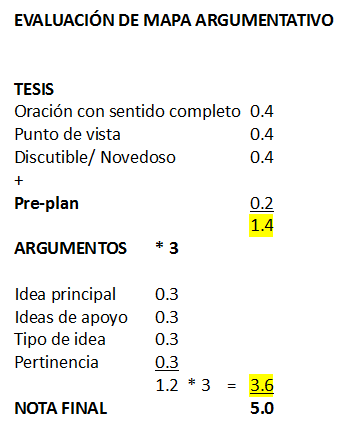 EVALUACIÓN DE MAPA ARGUMENTATIVO
TESIS
Oración con sentido completo 0.4
Punto de vista 0.4
Discutible/ Novedoso 0.4
+
Pre-plan 0.2
1.4
ARGUMENTOS * 3
Idea principal 0.3
Ideas de apoyo 0.3
Tipo de idea 0.3
Pertinencia 0.3
1.2 * 3 = 3.6
NOTA FINAL 5.0